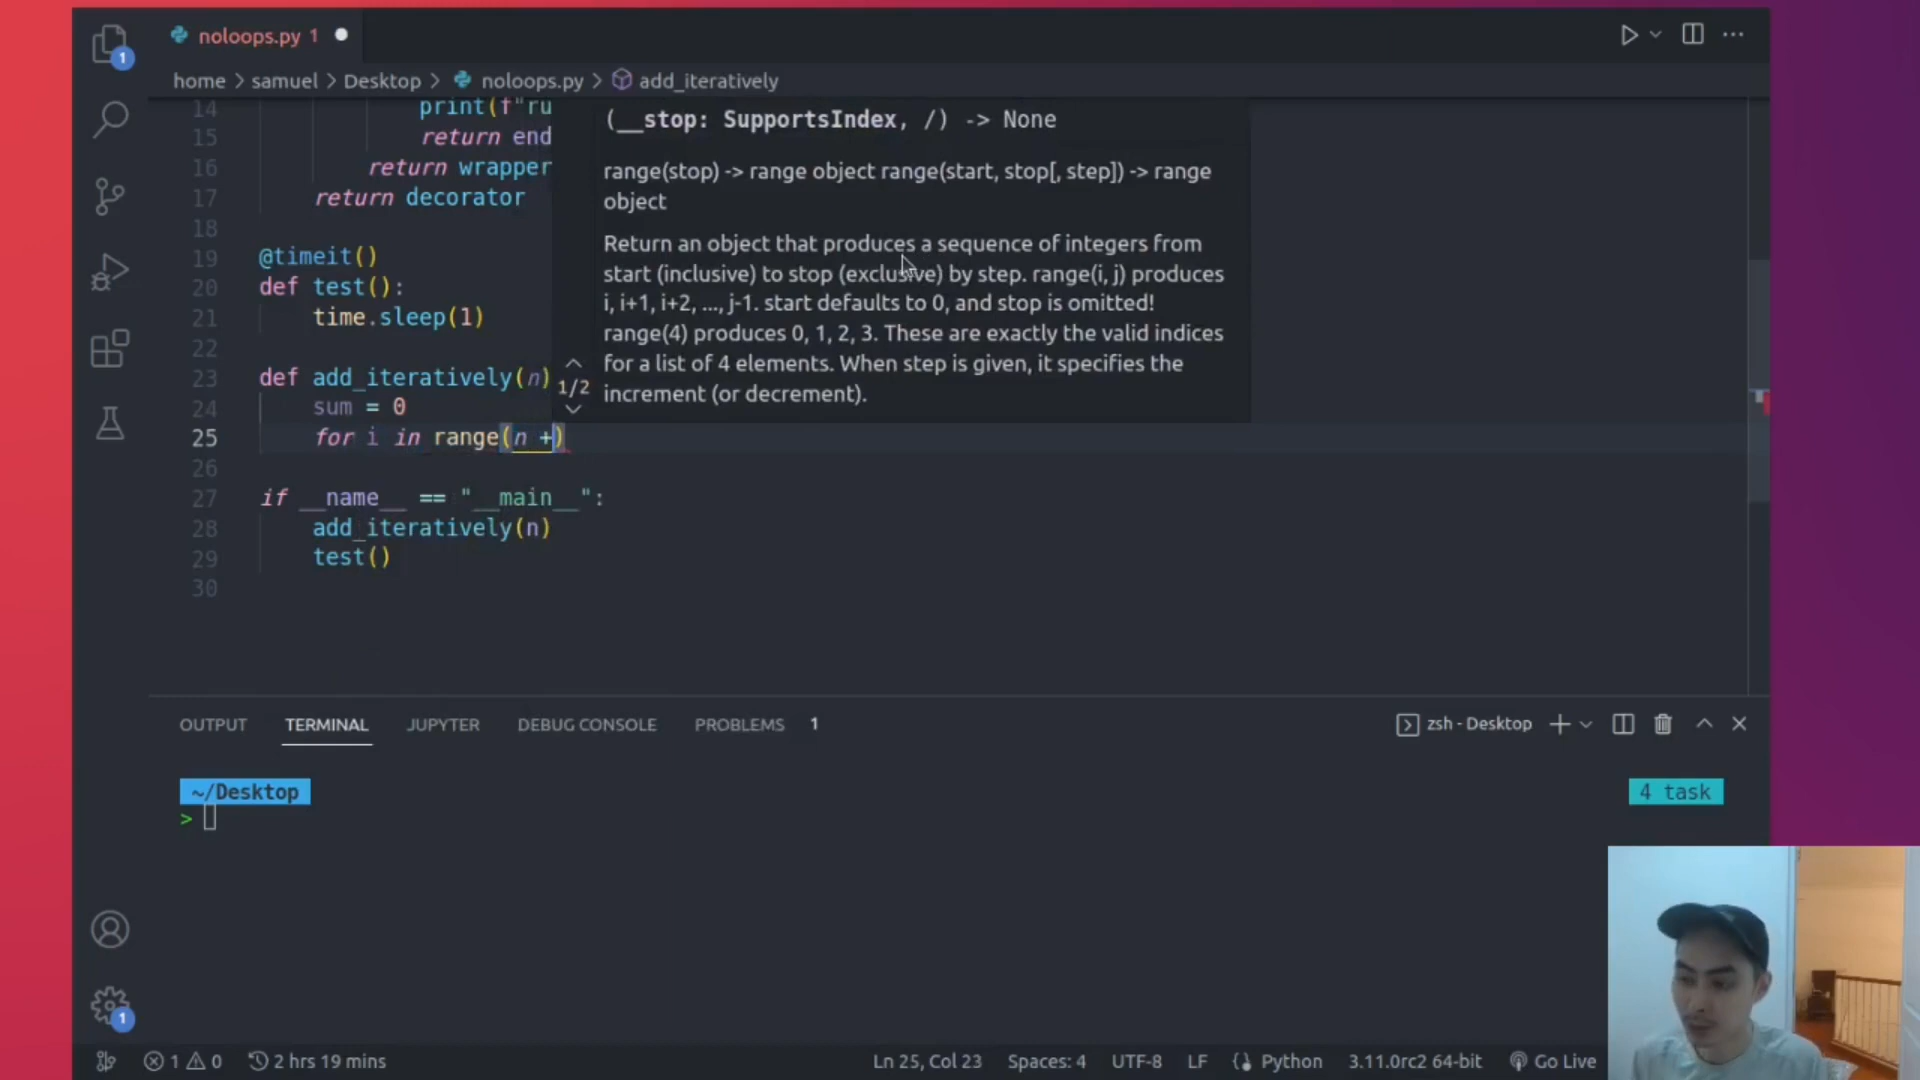 noloops.py 1
home > samuel > Desktop > noloops.py > add_iteratively
14 print(f"ru
15 return end
16 return wrapper
17 return decorator
18
19 @timeit()
20 def test():
21 time.sleep(1)
22
23 def add_iteratively(n)
24 sum = 0
25 for i in range(n +)
26
27 if __name__ == "__main__":
28 add_iteratively(n)
29 test()
30
(__stop: SupportsIndex, /) -> None
range(stop) -> range object range(start, stop[, step]) -> range
object
Return an object that produces a sequence of integers from
start (inclusive) to stop (exclusive) by step. range(i, j) produces
i, i+1, i+2, ..., j-1. start defaults to 0, and stop is omitted!
range(4) produces 0, 1, 2, 3. These are exactly the valid indices
for a list of 4 elements. When step is given, it specifies the
increment (or decrement).
1/2
OUTPUT TERMINAL JUPYTER DEBUG CONSOLE PROBLEMS 1
zsh - Desktop
~/Desktop
4 task
>
1
1
1 0 2 hrs 19 mins
Ln 25, Col 23 Spaces: 4 UTF-8 LF Python 3.11.0rc2 64-bit Go Live